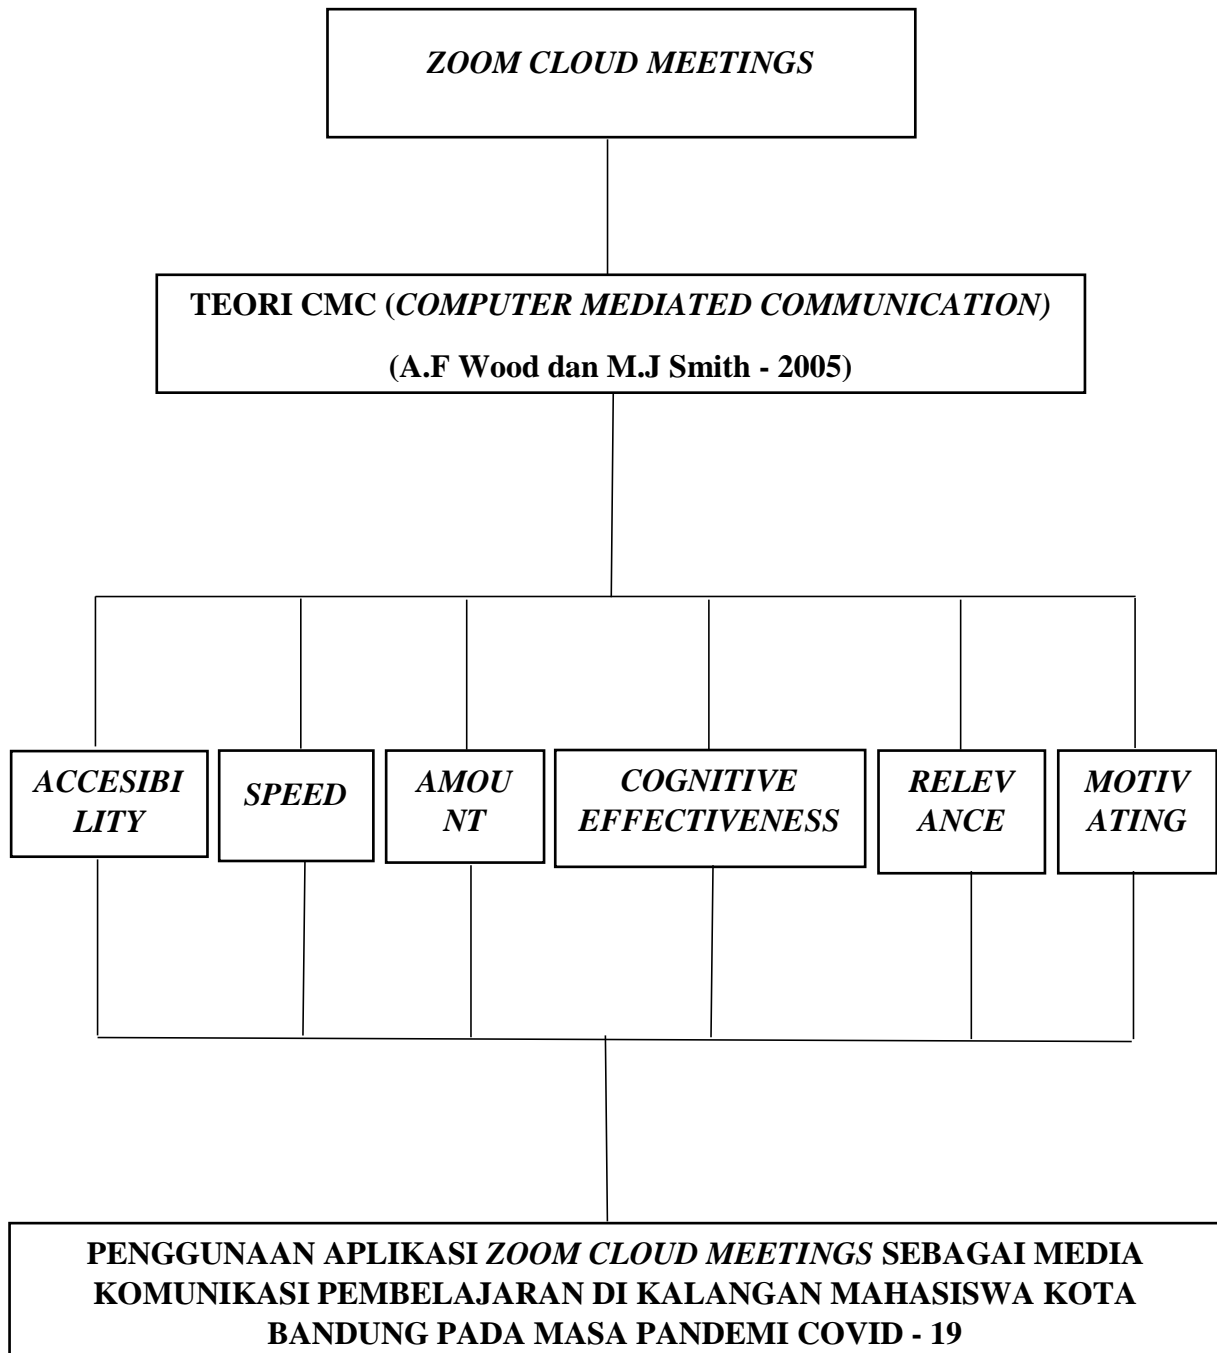 ZOOM CLOUD MEETINGS
TEORI CMC (COMPUTER MEDIATED COMMUNICATION)
(A.F Wood dan M.J Smith - 2005)
ACCESIBI
LITY
SPEED
AMOU
NT
COGNITIVE
EFFECTIVENESS
RELEV
ANCE
MOTIV
ATING
PENGGUNAAN APLIKASI ZOOM CLOUD MEETINGS SEBAGAI MEDIA
KOMUNIKASI PEMBELAJARAN DI KALANGAN MAHASISWA KOTA
BANDUNG PADA MASA PANDEMI COVID - 19